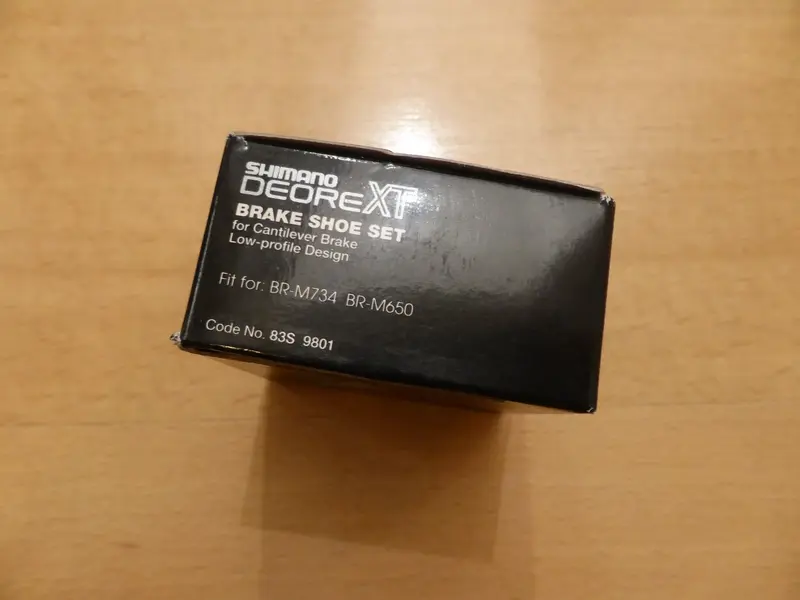 SHIMANO
DEORE XT
BRAKE SHOE SET
for Cantilever Brake
Low-profile Design
Fit for: BR-M734 BR-M650
Code No. 83S 9801